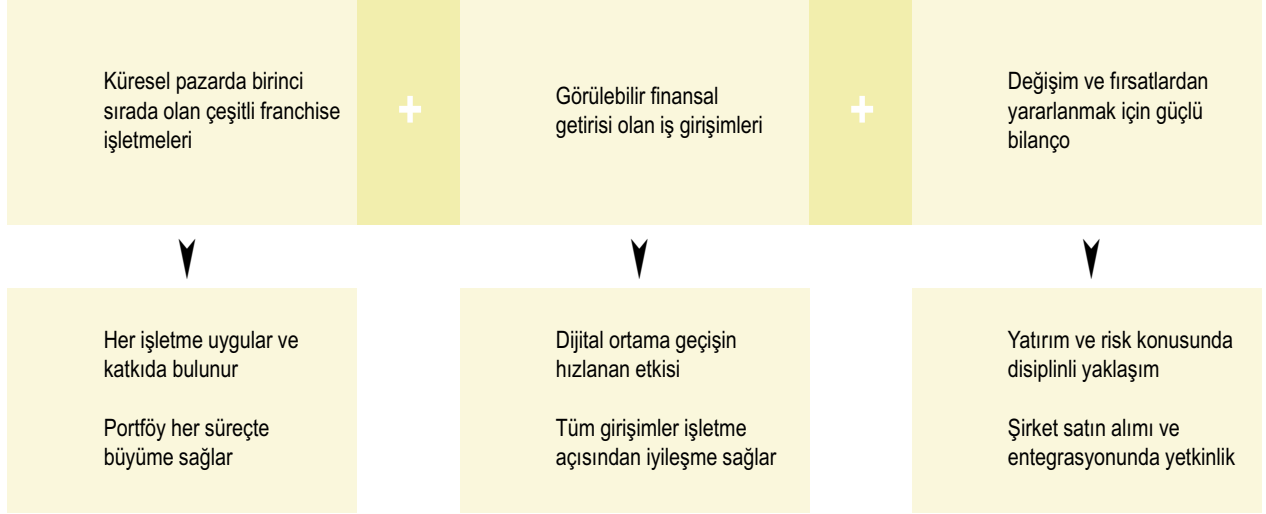 Küresel pazarda birinci
sırada olan çeşitli franchise
işletmeleri
+
Görülebilir finansal
getirisi olan iş girişimleri
+
Değişim ve fırsatlardan
yararlanmak için güçlü
bilanço
Her işletme uygular ve
katkıda bulunur
Portföy her süreçte
büyüme sağlar
Dijital ortama geçişin
hızlanan etkisi
Tüm girişimler işletme
açısından iyileşme sağlar
Yatırım ve risk konusunda
disiplinli yaklaşım
Şirket satın alımı ve
entegrasyonunda yetkinlik